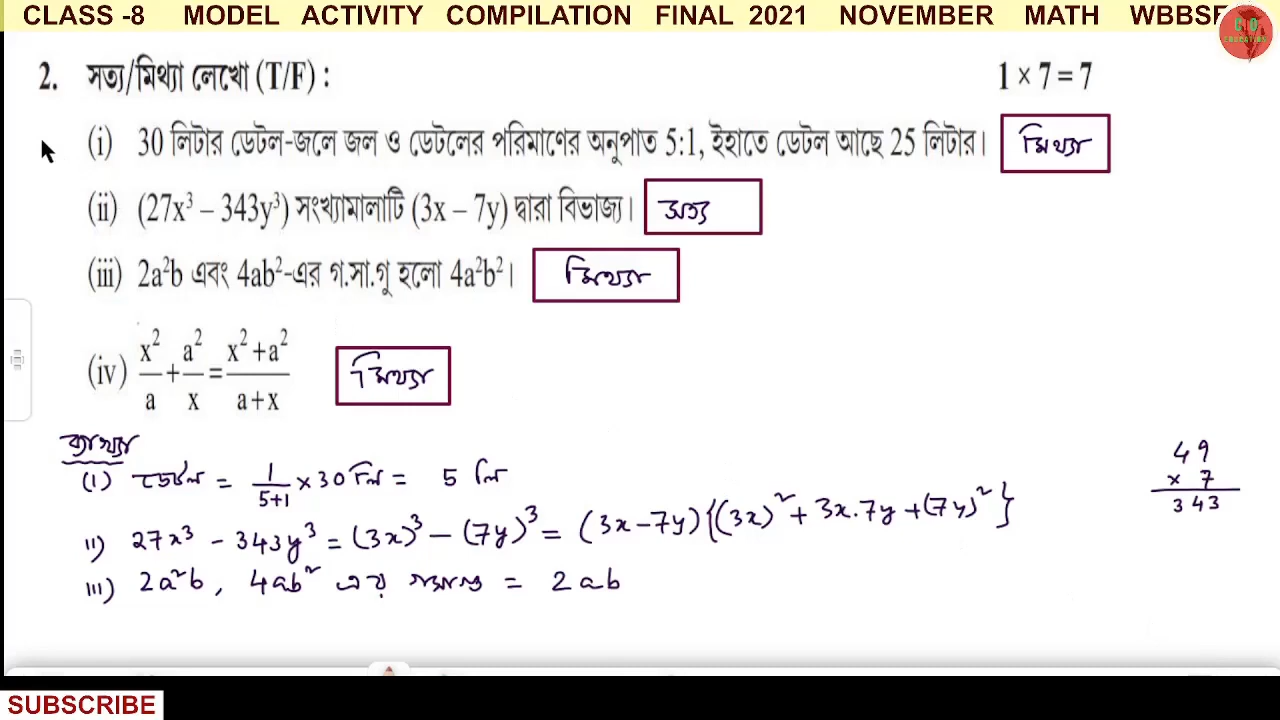 CLASS -8 MODEL ACTIVITY COMPILATION FINAL 2021 NOVEMBER MATH WBBSE
2. সত্য/মিথ্যা লেখো (T/F) : 1 × 7 = 7
(i) 30 লিটার ডেটল-জলে জল ও ডেটলের পরিমাণের অনুপাত 5:1, ইহাতে ডেটল আছে 25 লিটার। মিথ্যা
(ii) (27x³ – 343y³) সংখ্যামালাটি (3x – 7y) দ্বারা বিভাজ্য। সত্য
(iii) 2a²b এবং 4ab²-এর গ.সা.গু হলো 4a²b²। মিথ্যা
(iv) x²/a + a²/x = x²+a²/a+x মিথ্যা
ব্যাখ্যা
(i) ডেটল = 1/5+1 × 30 লি = 5 লি
ii) 27x³ - 343y³ = (3x)³ – (7y)³ = (3x-7y){(3x)² + 3x.7y + (7y)²}
iii) 2a²b, 4ab² এর গসাগু = 2ab
49
× 7
343
SUBSCRIBE